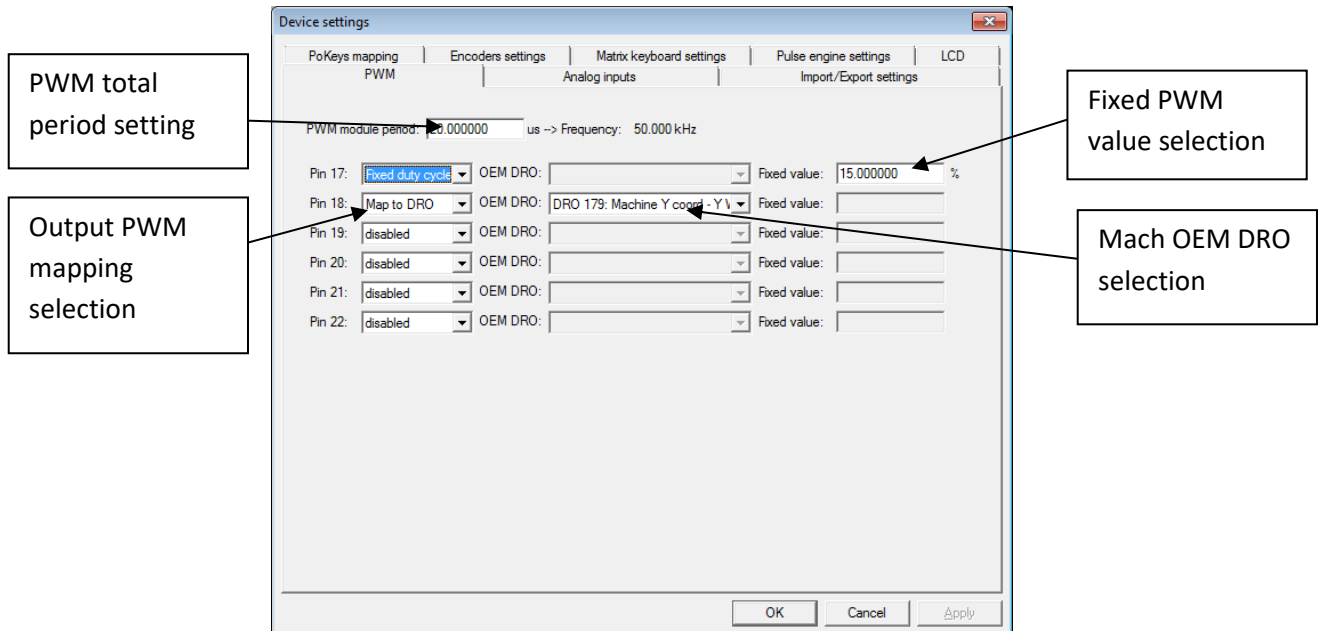 Device settings
PoKeys mapping
Encoders settings
Matrix keyboard settings
Pulse engine settings
LCD
PWM
Analog inputs
Import/Export settings
PWM total
period setting
Output PWM
mapping
selection
PWM module period: 20.000000 us --> Frequency: 50.000 kHz
Pin 17: Fixed duty cycle OEM DRO: Fixed value: 15.000000 %
Pin 18: Map to DRO OEM DRO: DRO 179: Machine Y coord - Y Fixed value:
Pin 19: disabled OEM DRO: Fixed value:
Pin 20: disabled OEM DRO: Fixed value:
Pin 21: disabled OEM DRO: Fixed value:
Pin 22: disabled OEM DRO: Fixed value:
Fixed PWM
value selection
Mach OEM DRO
selection
OK
Cancel
Apply